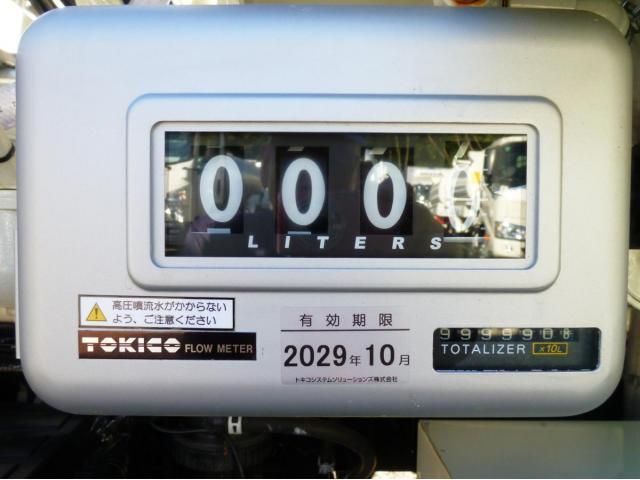 0000
LITERS
高圧噴流水がかからない
よう、ご注意ください
TOKICO FLOW METER
有効期限
2029年10月
トキコシステムソリューションズ株式会社
TOTALIZER ×10L